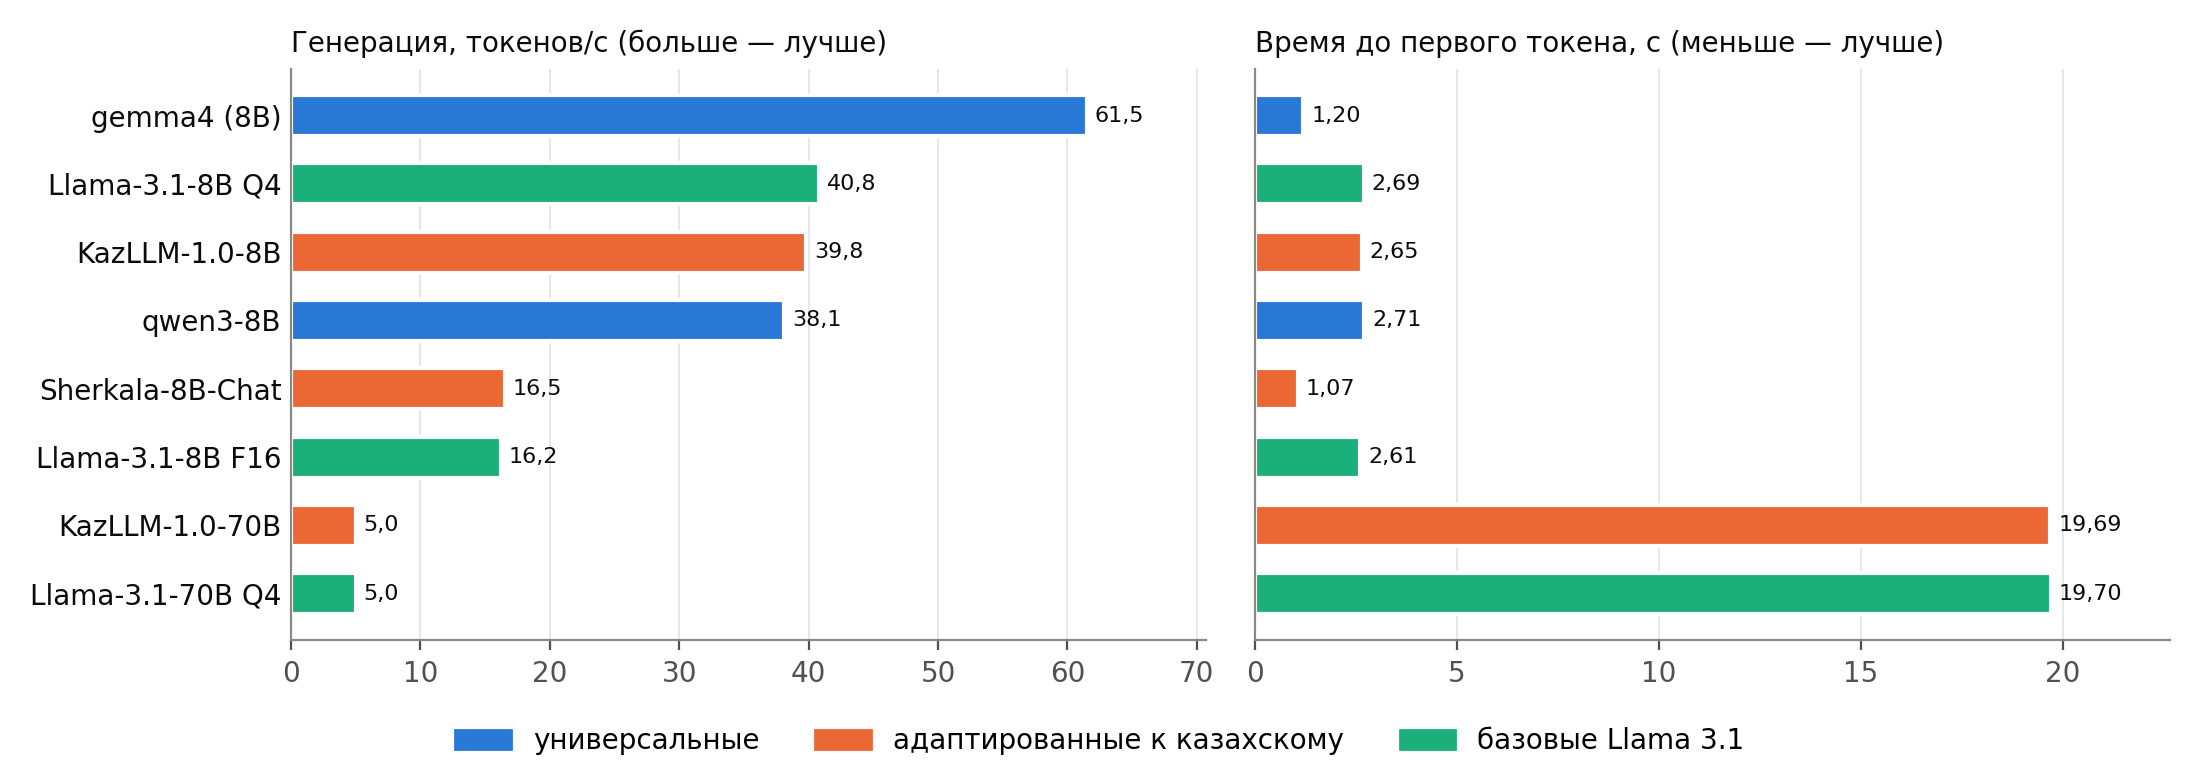 Генерация, токенов/с (больше — лучше)
gemma4 (8B) 61,5
Llama-3.1-8B Q4 40,8
KazLLM-1.0-8B 39,8
qwen3-8B 38,1
Sherkala-8B-Chat 16,5
Llama-3.1-8B F16 16,2
KazLLM-1.0-70B 5,0
Llama-3.1-70B Q4 5,0
0 10 20 30 40 50 60 70
Время до первого токена, с (меньше — лучше)
1,20
2,69
2,65
2,71
1,07
2,61
19,69
19,70
0 5 10 15 20
универсальные адаптированные к казахскому базовые Llama 3.1